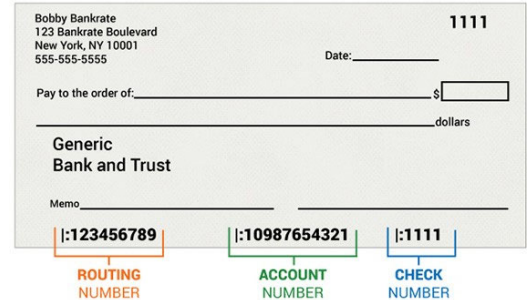 Bobby Bankrate
1111
123 Bankrate Boulevard
New York, NY 10001
555-555-5555
Date:
Pay to the order of:
$
dollars
Generic
Bank and Trust
Memo
|:123456789 |:10987654321 |:1111
ROUTING NUMBER
ACCOUNT NUMBER
CHECK NUMBER